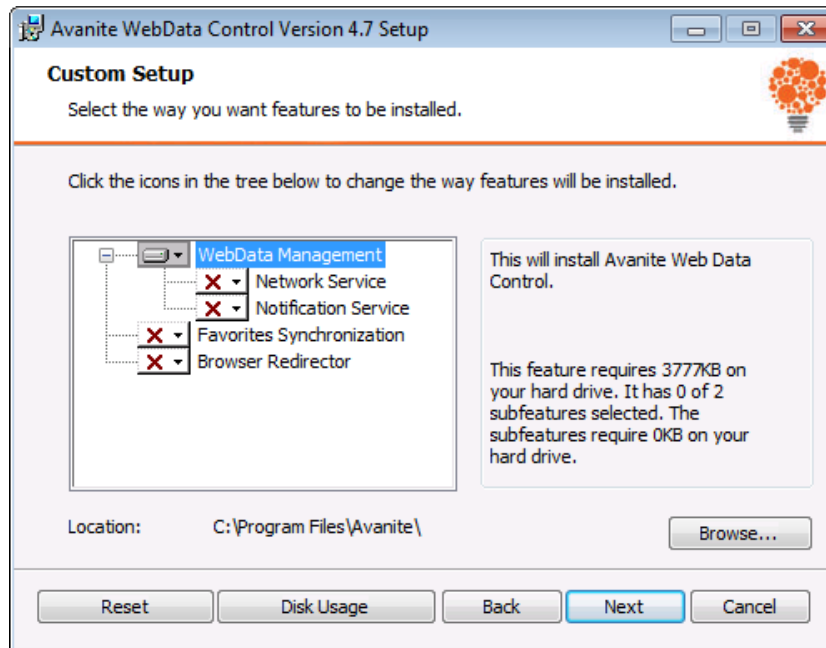 Avanite WebData Control Version 4.7 Setup
Custom Setup
Select the way you want features to be installed.
Click the icons in the tree below to change the way features will be installed.
WebData Management
Network Service
Notification Service
Favorites Synchronization
Browser Redirector
This will install Avanite Web Data
Control.
This feature requires 3777KB on
your hard drive. It has 0 of 2
subfeatures selected. The
subfeatures require 0KB on your
hard drive.
Location: C:\Program Files\Avanite\
Browse...
Reset Disk Usage Back Next Cancel